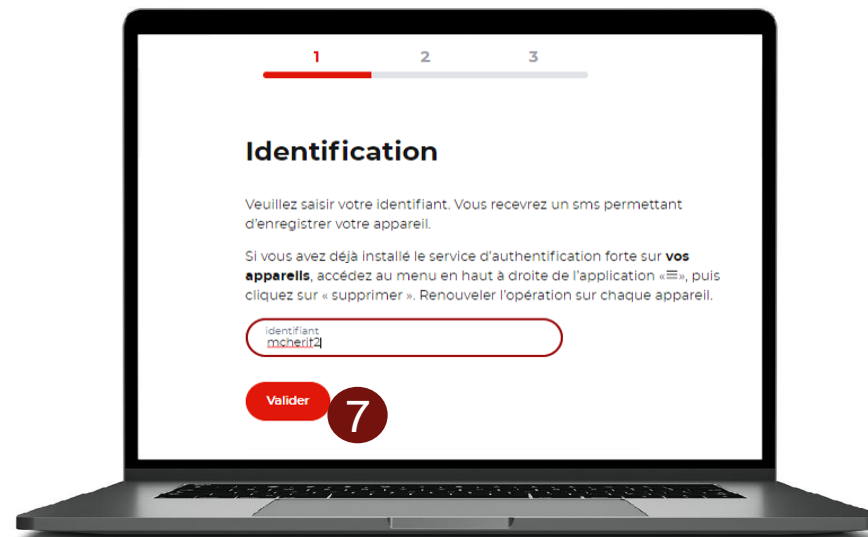 1 2 3
Identification
Veuillez saisir votre identifiant. Vous recevrez un sms permettant
d'enregistrer votre appareil.
Si vous avez déjà installé le service d'authentification forte sur vos
appareils, accédez au menu en haut à droite de l'application «☰», puis
cliquez sur « supprimer ». Renouveler l'opération sur chaque appareil.
identifiant
mcherif2
Valider
7